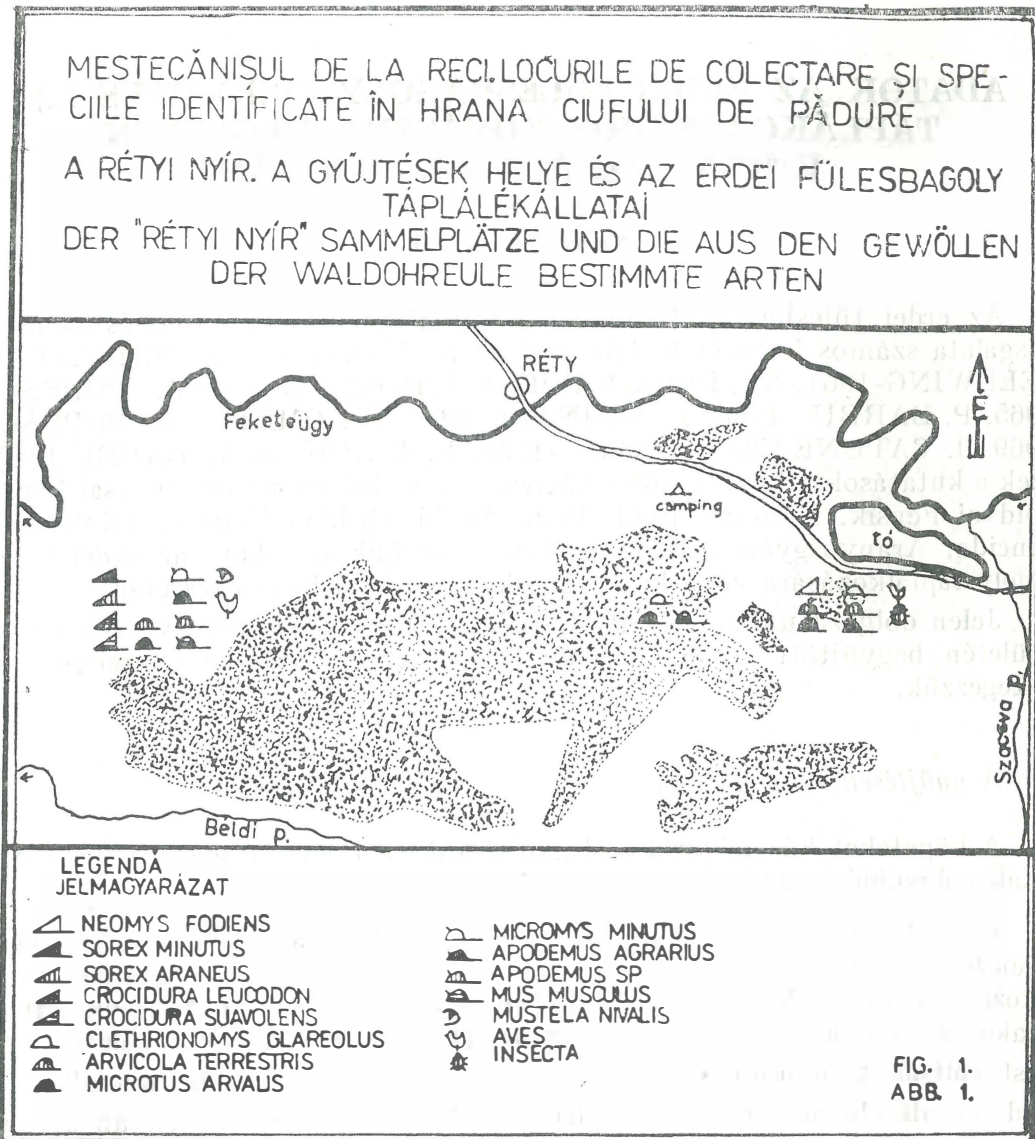 MESTECĂNISUL DE LA RECI.LOCURILE DE COLECTARE ȘI SPE-
CIILE IDENTIFICATE ÎN HRANA CIUFULUI DE PĂDURE
A RÉTYI NYÍR. A GYŰJTÉSEK HELYE ÉS AZ ERDEI FÜLESBAGOLY
TÁPLÁLÉKÁLLATAI
DER "RÉTYI NYÍR" SAMMELPLÄTZE UND DIE AUS DEN GEWÖLLEN
DER WALDOHREULE BESTIMMTE ARTEN
RÉTY
Feketeügy
É
camping
tó
Szacsva p.
Béldi p.
LEGENDĂ
JELMAGYARÁZAT
NEOMYS FODIENS
SOREX MINUTUS
SOREX ARANEUS
CROCIDURA LEUCODON
CROCIDURA SUAVOLENS
CLETHRIONOMYS GLAREOLUS
ARVICOLA TERRESTRIS
MICROTUS ARVALIS
MICROMYS MINUTUS
APODEMUS AGRARIUS
APODEMUS SP
MUS MUSCULUS
MUSTELA NIVALIS
AVES
INSECTA
FIG. 1.
ABB. 1.